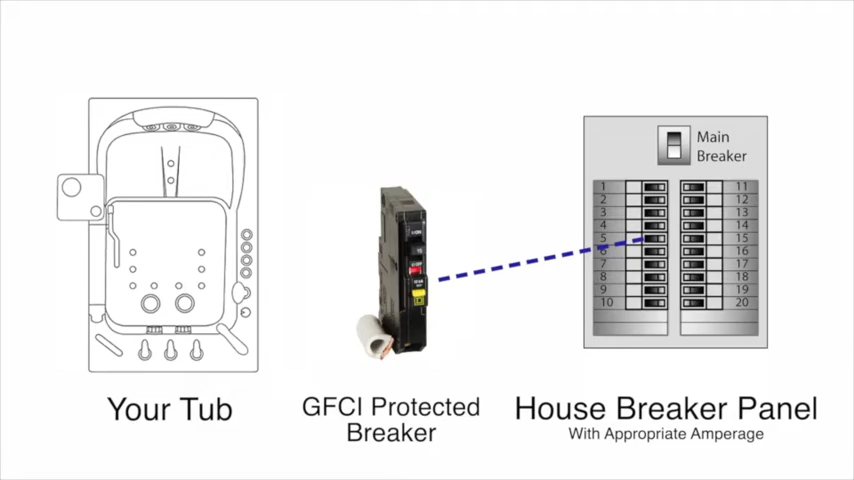 Main
Breaker
1 11
2 12
3 13
4 14
5 15
6 16
7 17
8 18
9 19
10 20
15
Your Tub
GFCI Protected
Breaker
House Breaker Panel
With Appropriate Amperage